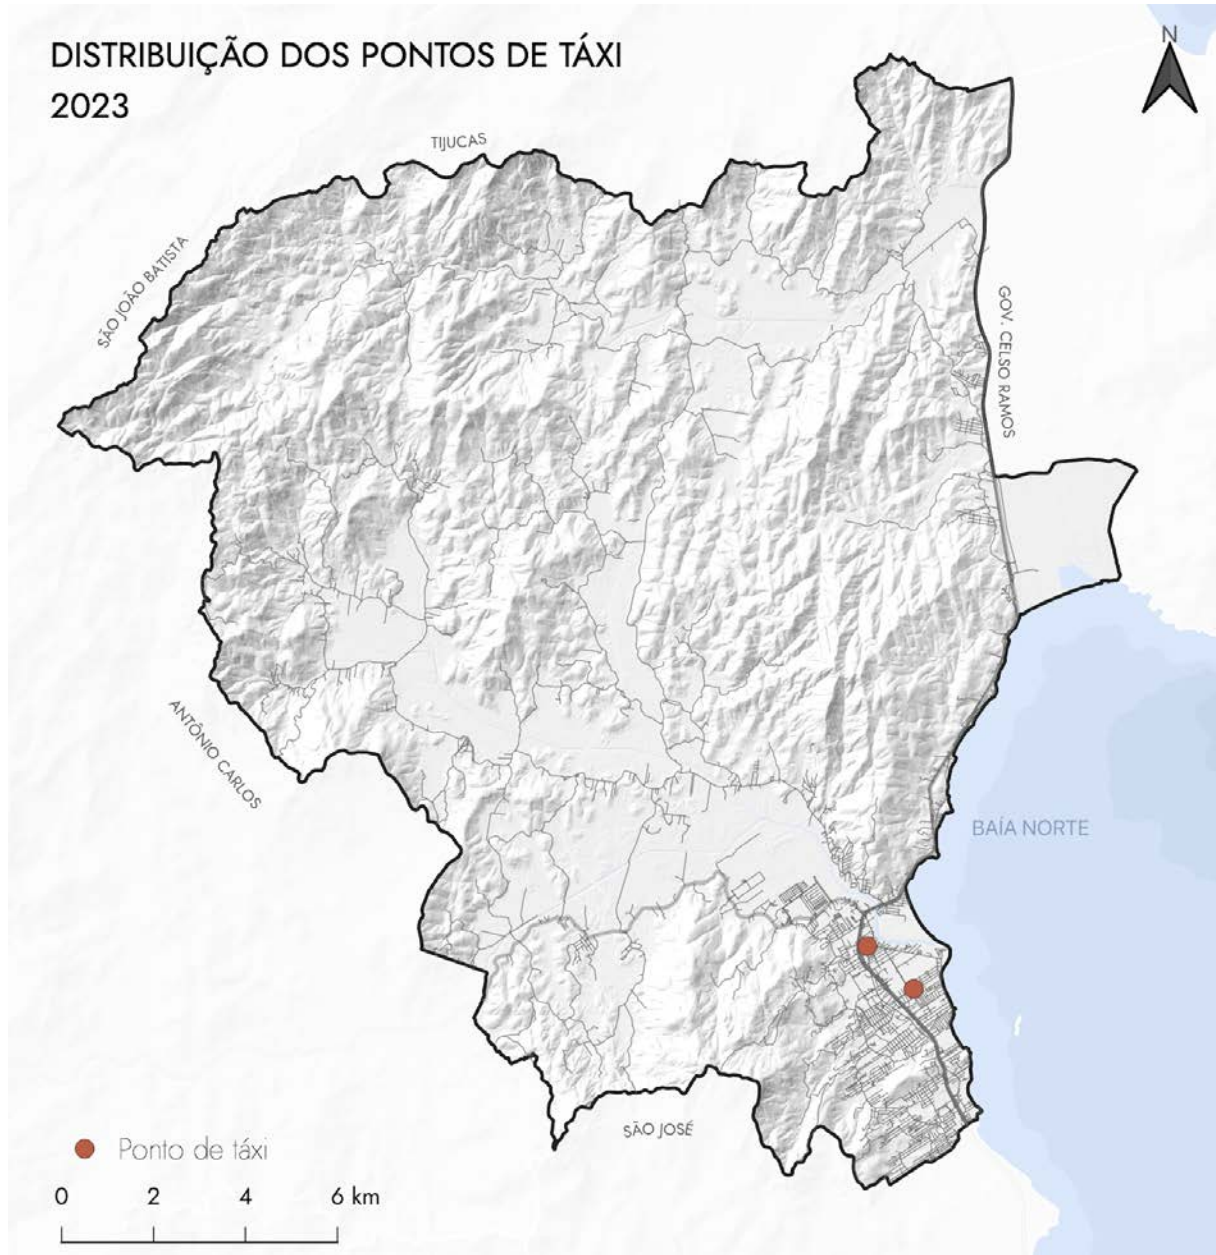 DISTRIBUIÇÃO DOS PONTOS DE TÁXI
2023
N
TIJUCAS
SÃO JOÃO BATISTA
GOV. CELSO RAMOS
ANTÔNIO CARLOS
BAÍA NORTE
SÃO JOSÉ
Ponto de táxi
0 2 4 6 km